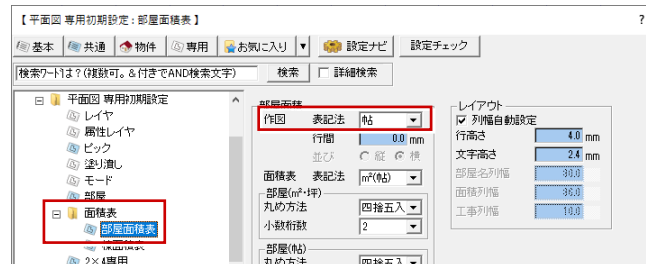 【 平面図 専用初期設定 : 部屋面積表 】 ?
基本 共通 物件 専用 お気に入り ▼ 設定ナビ 設定チェック
検索ワードは？(複数可。&付きでAND検索文字) 検索 詳細検索
平面図 専用初期設定
レイヤ
属性レイヤ
ピック
塗り潰し
モード
部屋
面積表
部屋面積表
2×4専用
部屋面積
作図 表記法 帖
行間 0.0 mm
並び 縦 横
面積表 表記法 ㎡(帖)
部屋(㎡・坪)
丸め方法 四捨五入
小数桁数 2
部屋(帖)
丸め方法 四捨五入
レイアウト
列幅自動設定
行高さ 4.0 mm
文字高さ 2.4 mm
部屋名列幅 30.0
面積列幅 36.0
工事列幅 10.0